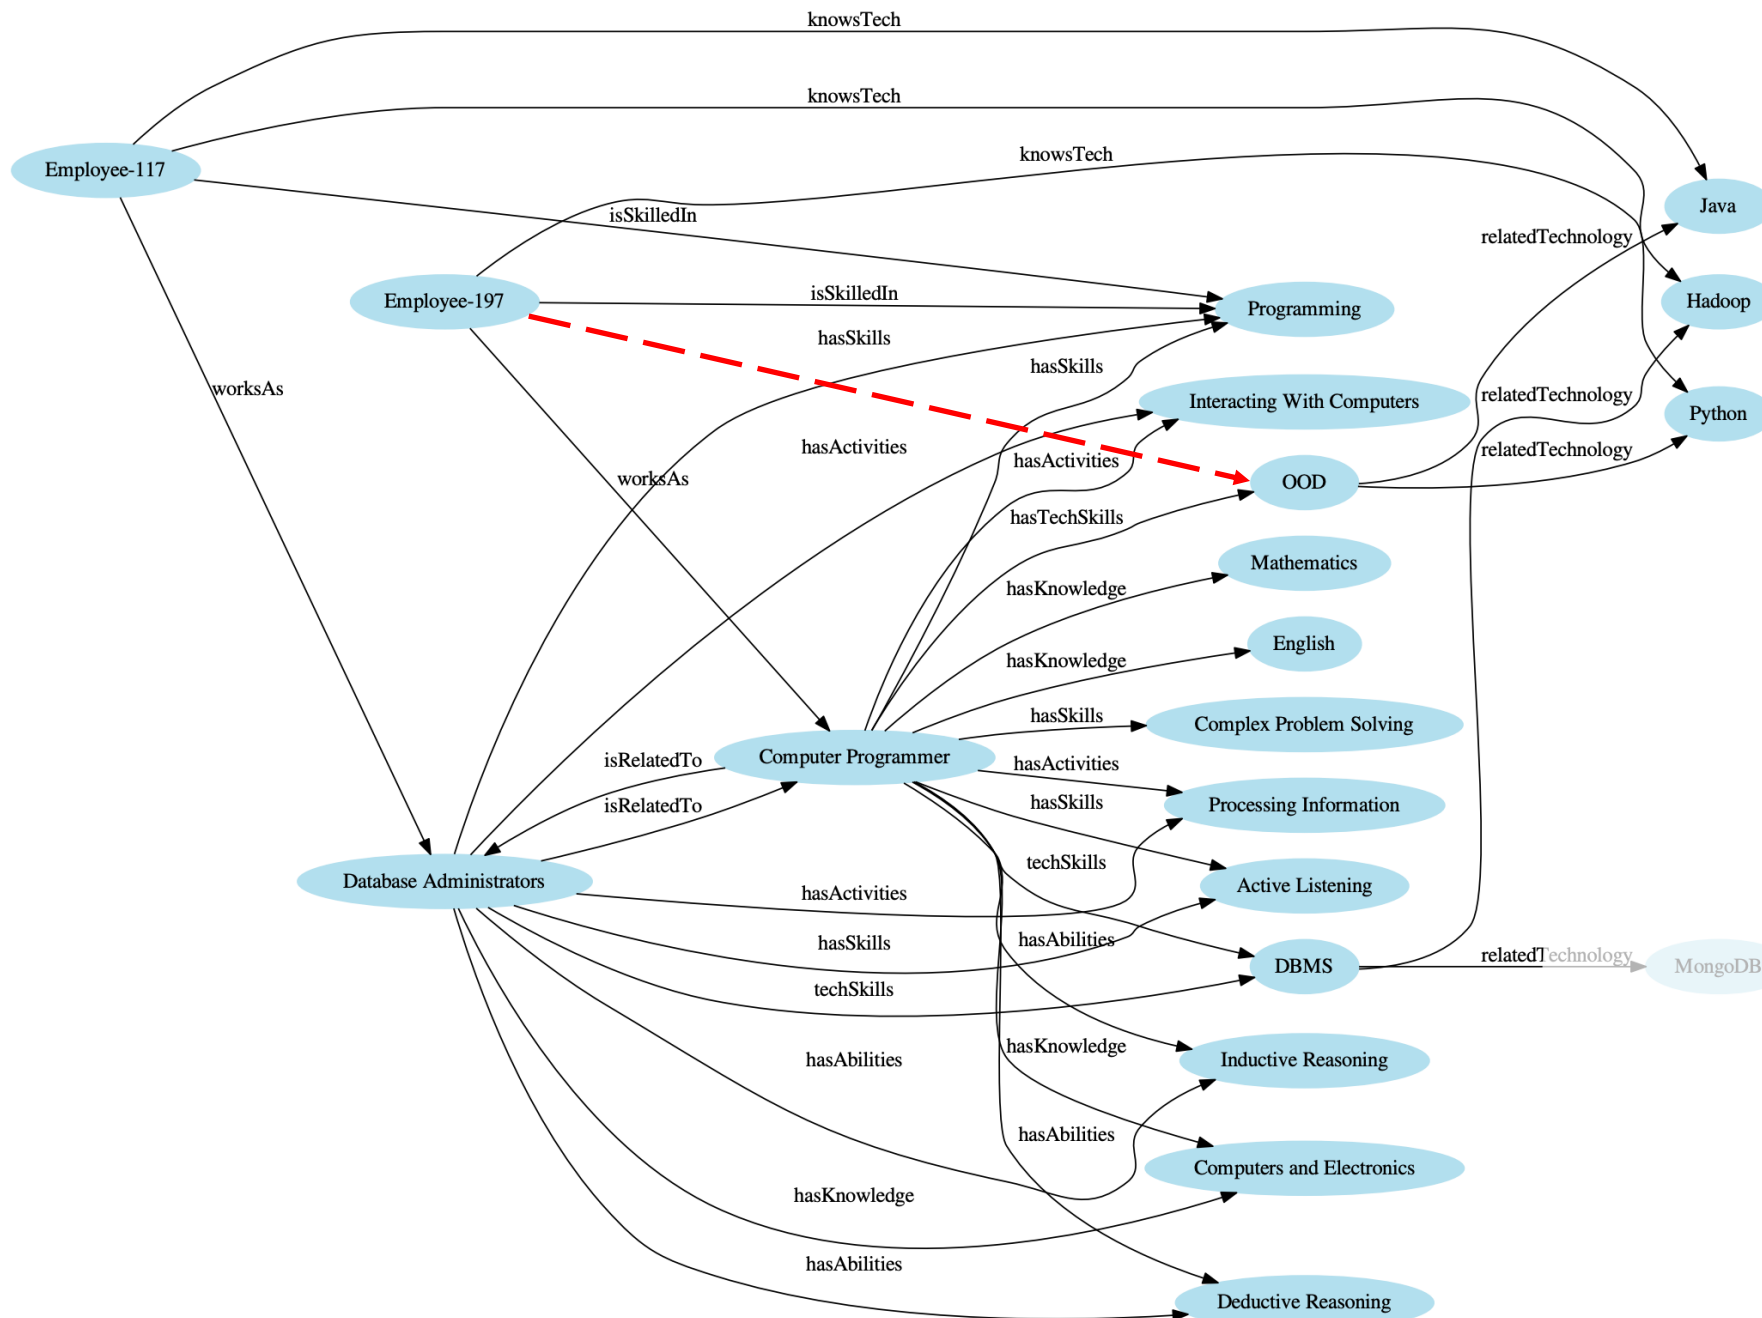 knowsTech
knowsTech
knowsTech
Employee-117
Java
isSkilledIn
relatedTechnology
Employee-197
isSkilledIn
Programming
Hadoop
hasSkills
hasSkills
worksAs
relatedTechnology
Interacting With Computers
Python
hasActivities
relatedTechnology
hasActivities
worksAs
OOD
hasTechSkills
Mathematics
hasKnowledge
English
hasKnowledge
hasSkills
Complex Problem Solving
Computer Programmer
isRelatedTo
hasActivities
isRelatedTo
hasSkills
Processing Information
techSkills
Database Administrators
hasActivities
Active Listening
hasSkills
hasAbilities
relatedTechnology
DBMS
MongoDB
techSkills
hasAbilities
hasKnowledge
Inductive Reasoning
hasAbilities
Computers and Electronics
hasKnowledge
hasAbilities
Deductive Reasoning